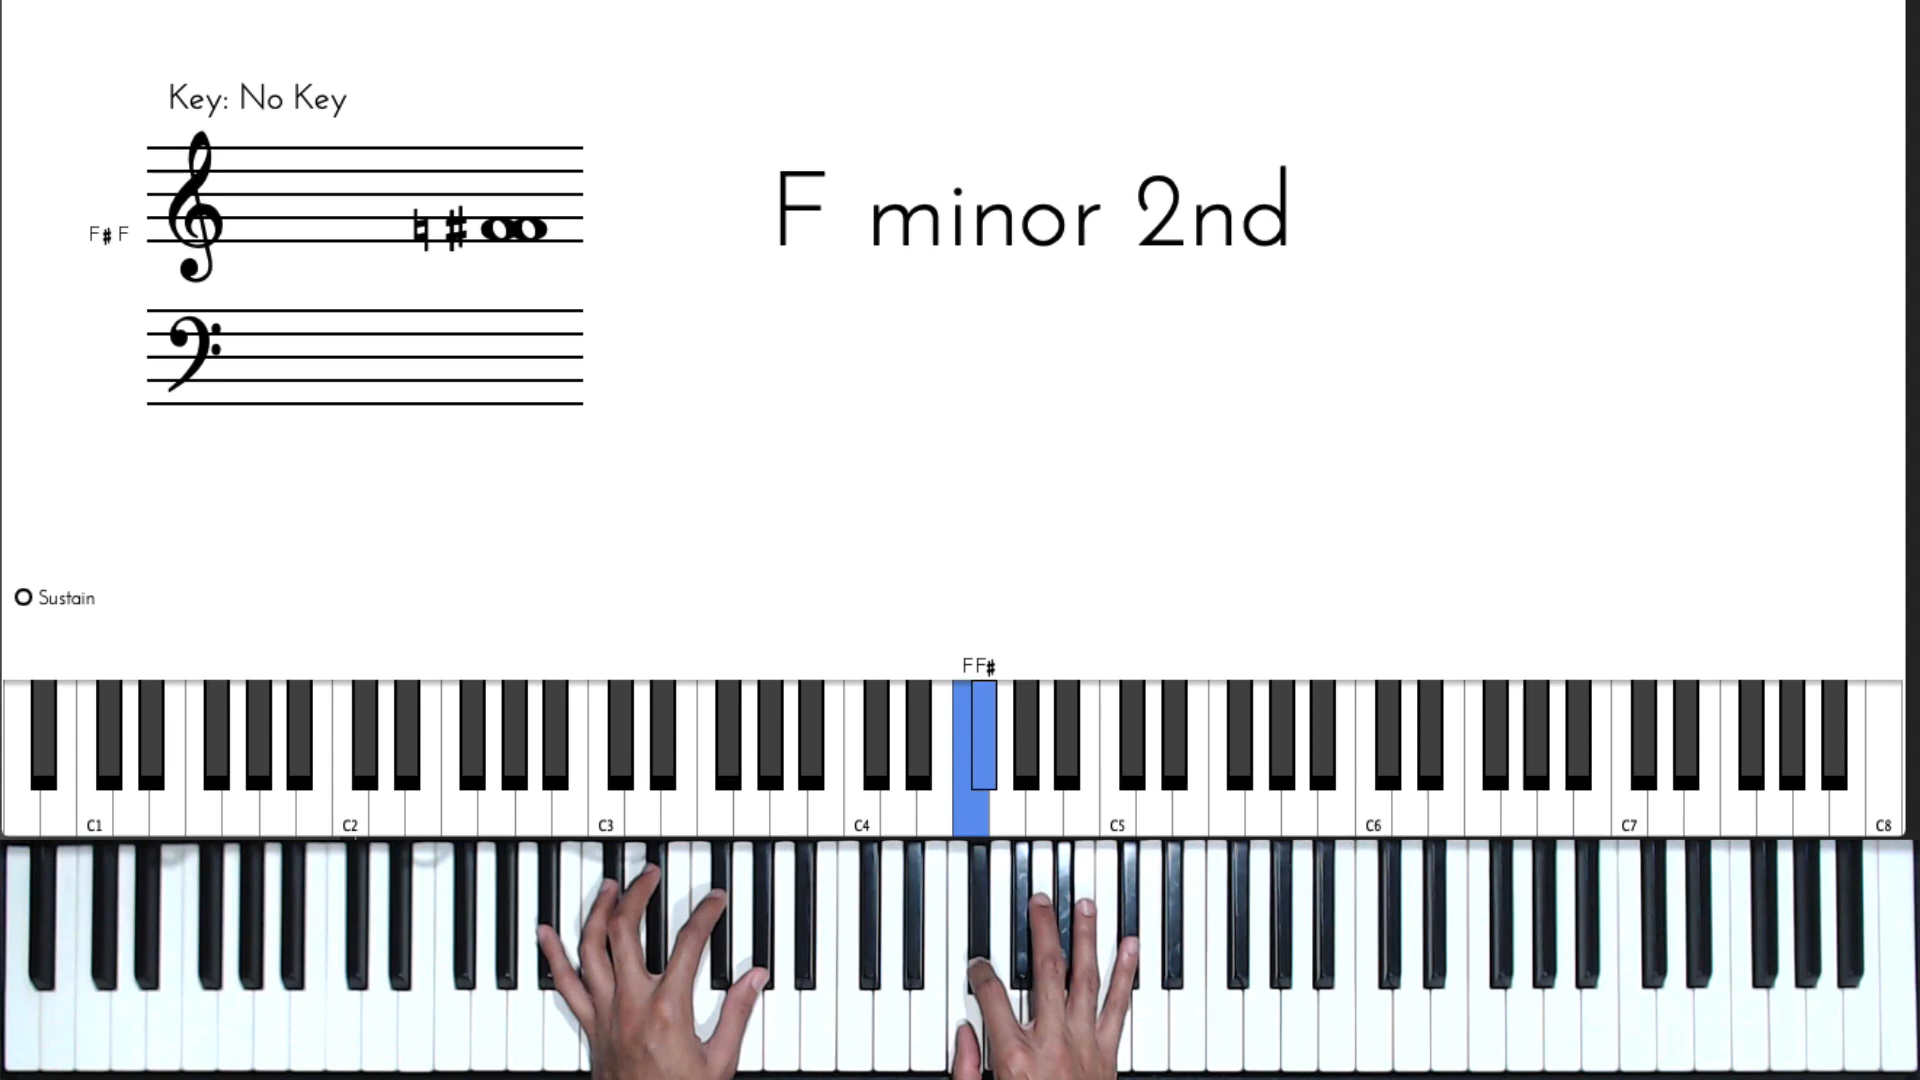 Key: No Key
F# F
F minor 2nd
Sustain
F F#
C1 C2 C3 C4 C5 C6 C7 C8